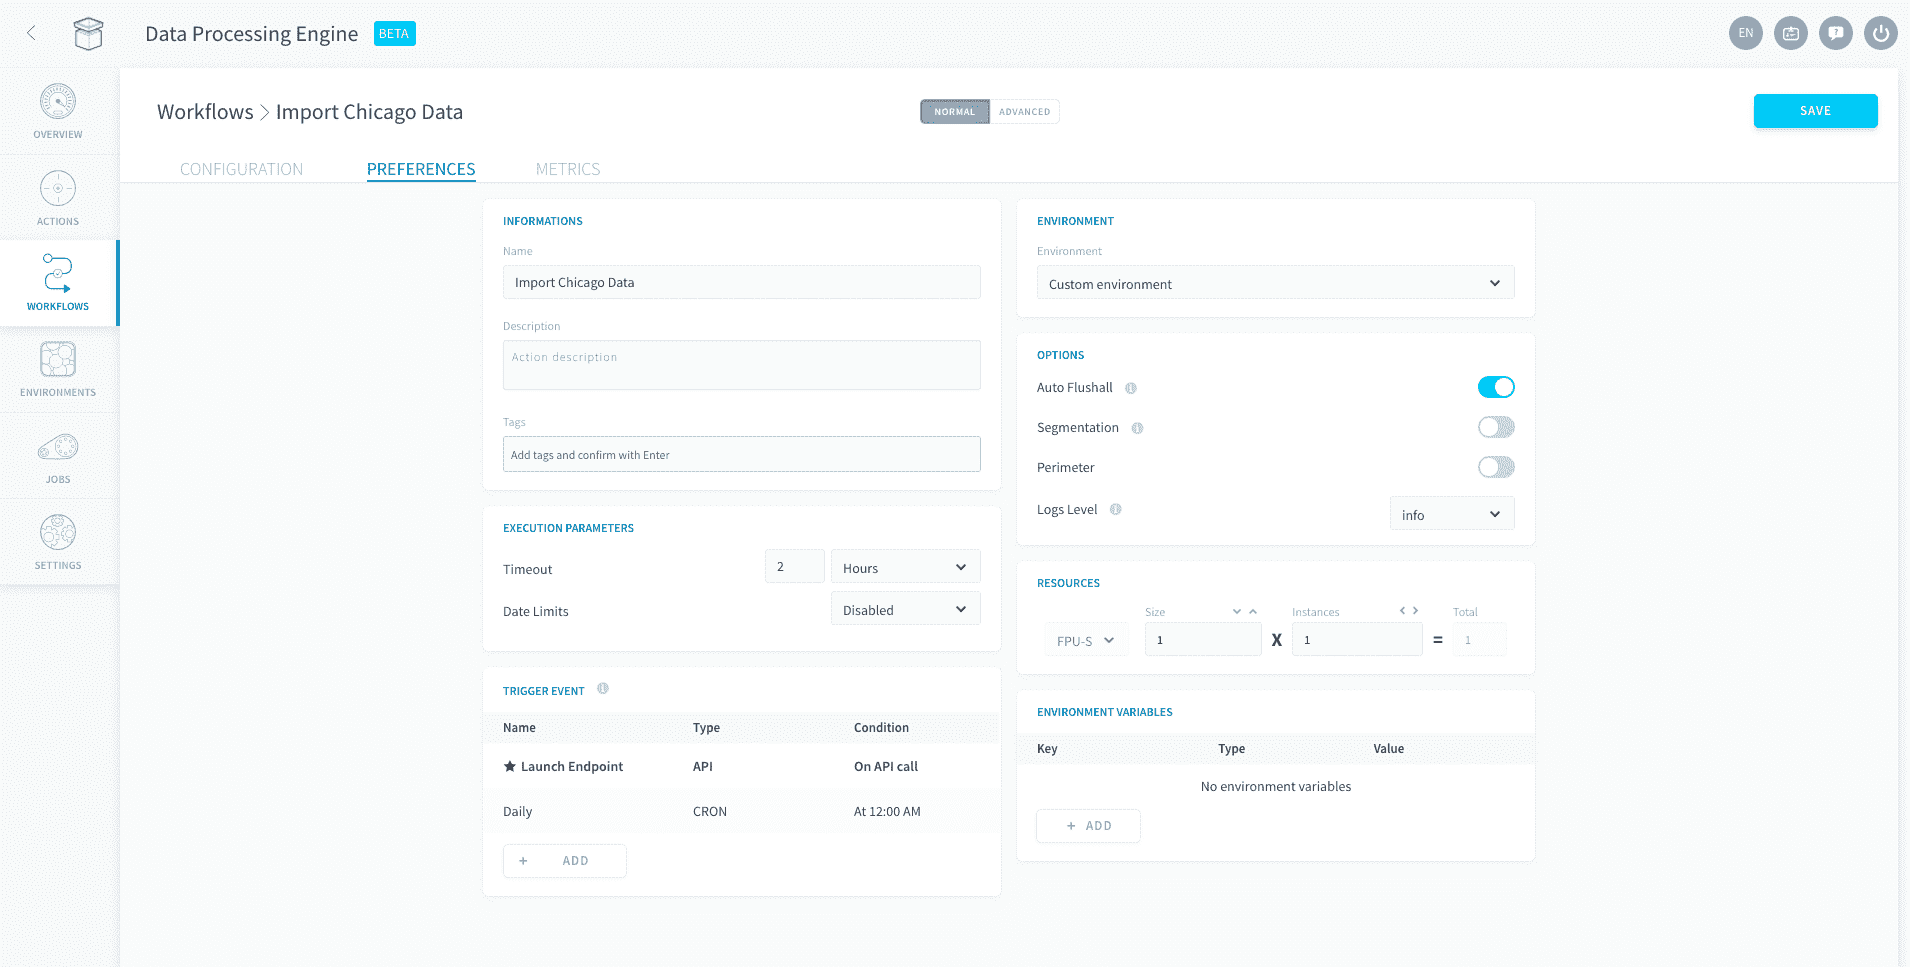 Data Processing Engine BETA
EN
OVERVIEW
ACTIONS
WORKFLOWS
ENVIRONMENTS
JOBS
SETTINGS
Workflows > Import Chicago Data
NORMAL ADVANCED
SAVE
CONFIGURATION PREFERENCES METRICS
INFORMATIONS
Name
Import Chicago Data
Description
Action description
Tags
Add tags and confirm with Enter
EXECUTION PARAMETERS
Timeout 2 Hours
Date Limits Disabled
TRIGGER EVENT
Name Type Condition
★ Launch Endpoint API On API call
Daily CRON At 12:00 AM
+ ADD
ENVIRONMENT
Environment
Custom environment
OPTIONS
Auto Flushall
Segmentation
Perimeter
Logs Level info
RESOURCES
Size Instances Total
FPU-S 1 X 1 = 1
ENVIRONMENT VARIABLES
Key Type Value
No environment variables
+ ADD